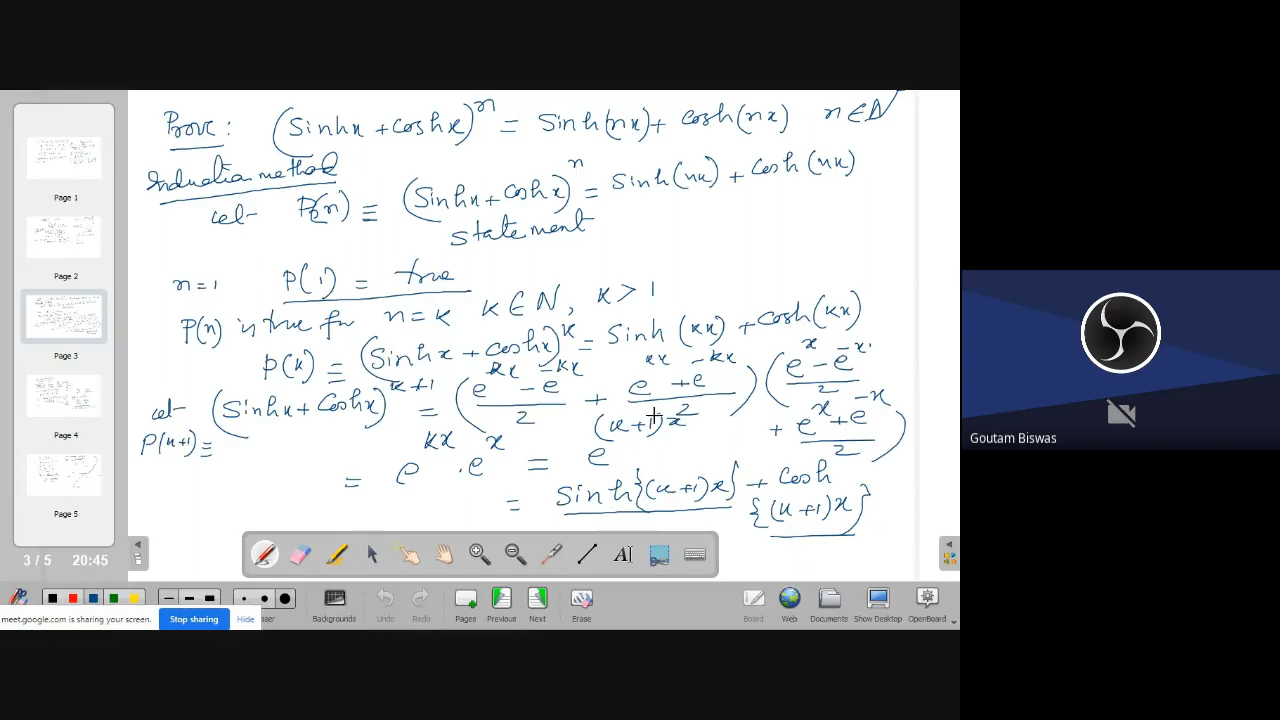 Prove: (Sinhx + coshx)^n = Sinh(nx) + cosh(nx) n ∈ N
Induction method
let P(n) ≡ (Sinhx + coshx)^n = Sinh(nx) + cosh(nx)
statement
n=1 P(1) = true
P(n) is true for n=k k ∈ N, k > 1
P(k) ≡ (Sinhx + coshx)^k = Sinh(kx) + cosh(kx)
let (Sinhx + Coshx)^k+1 = (e^kx - e^-kx/2 + e^kx + e^-kx/2) (e^x - e^-x/2
P(k+1) ≡ + e^x + e^-x/2)
= e^kx . e^x = e^(k+1)x
= Sinh{(k+1)x} + cosh
{(k+1)x}
Page 1
Page 2
Page 3
Page 4
Page 5
3 / 5 20:45
Goutam Biswas
meet.google.com is sharing your screen. Stop sharing Hide
Backgrounds Undo Redo Pages Previous Next Erase Board Web Documents Show Desktop OpenBoard